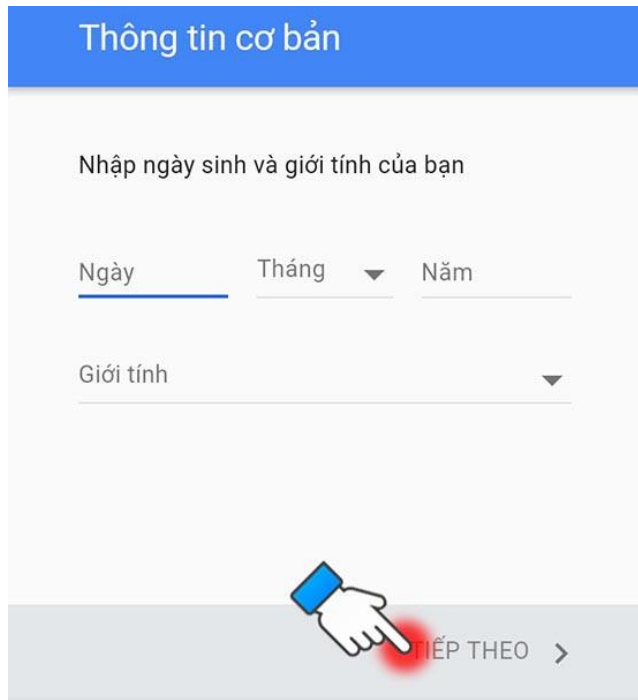 Thông tin cơ bản
Nhập ngày sinh và giới tính của bạn
Ngày Tháng Năm
Giới tính
TIẾP THEO